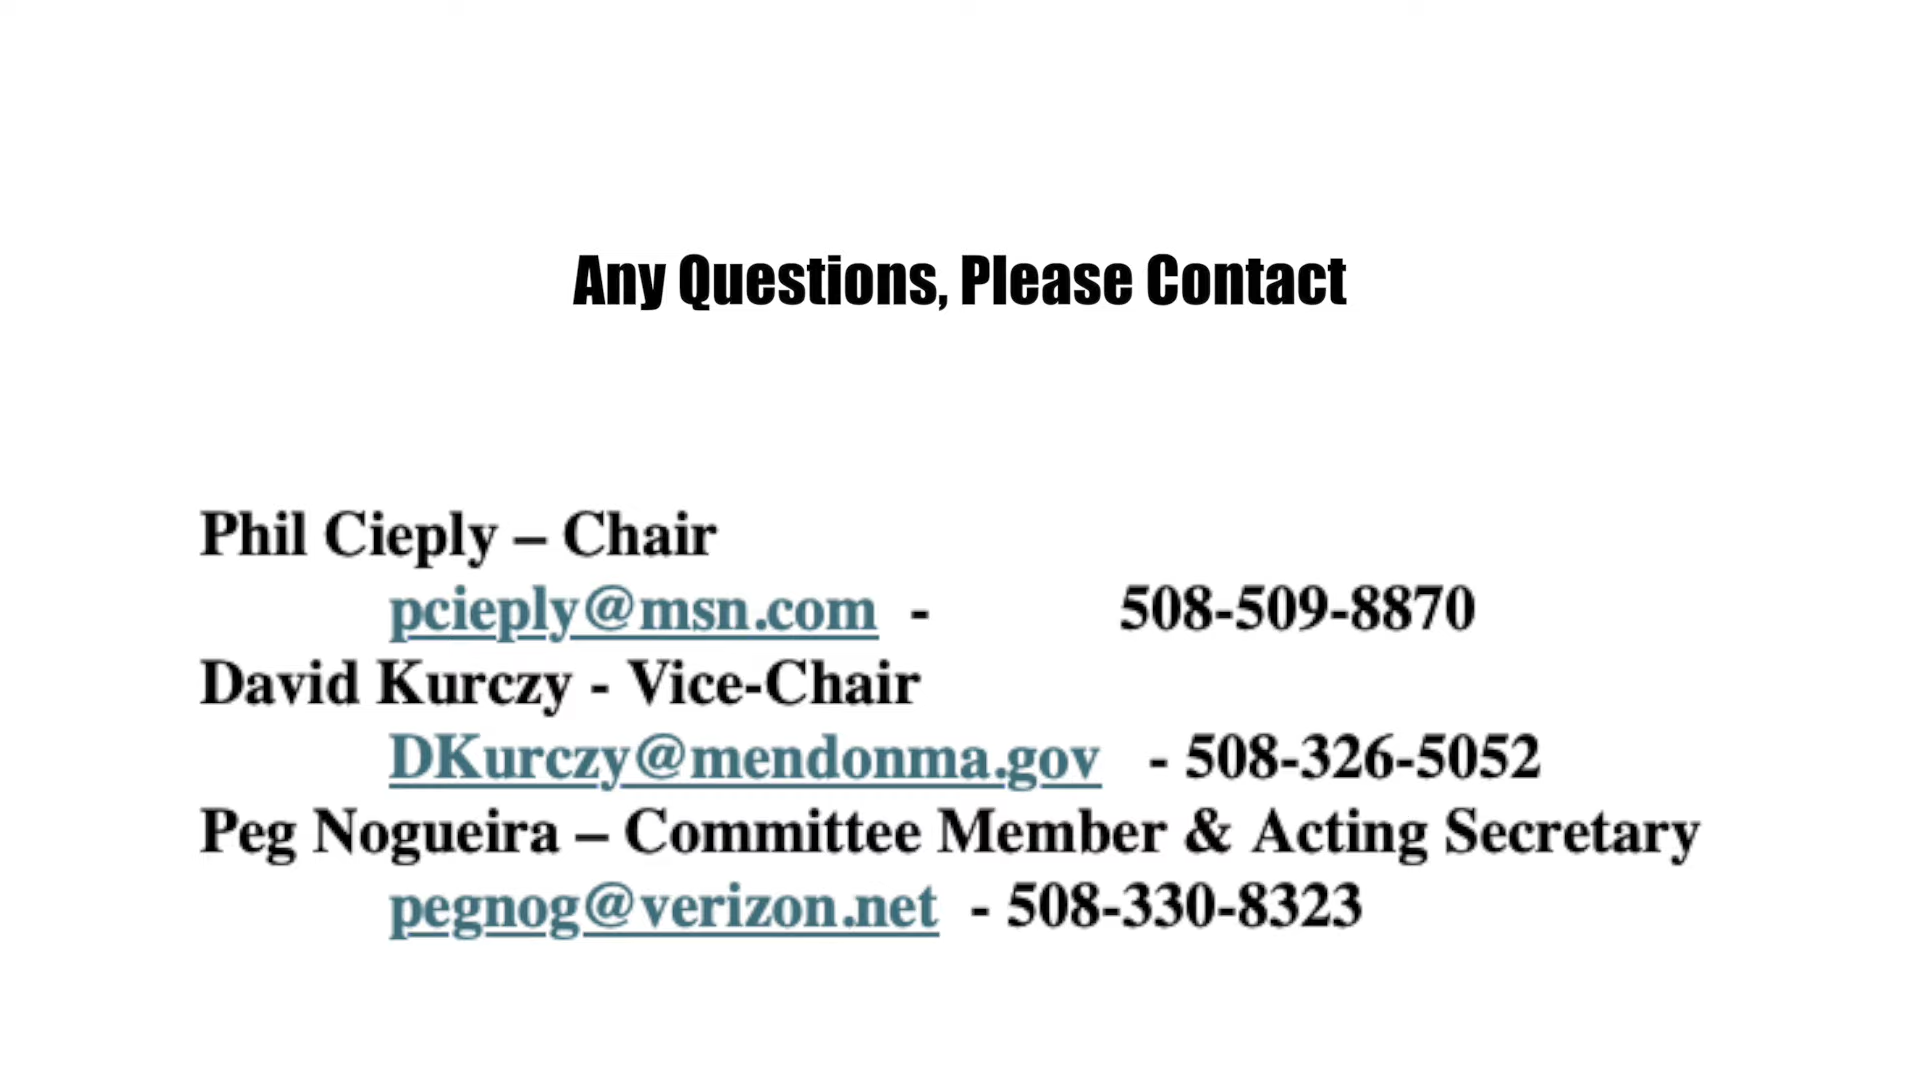 Any Questions, Please Contact
Phil Cieply – Chair
pcieply@msn.com - 508-509-8870
David Kurczy - Vice-Chair
DKurczy@mendonma.gov - 508-326-5052
Peg Nogueira – Committee Member & Acting Secretary
pegnog@verizon.net - 508-330-8323